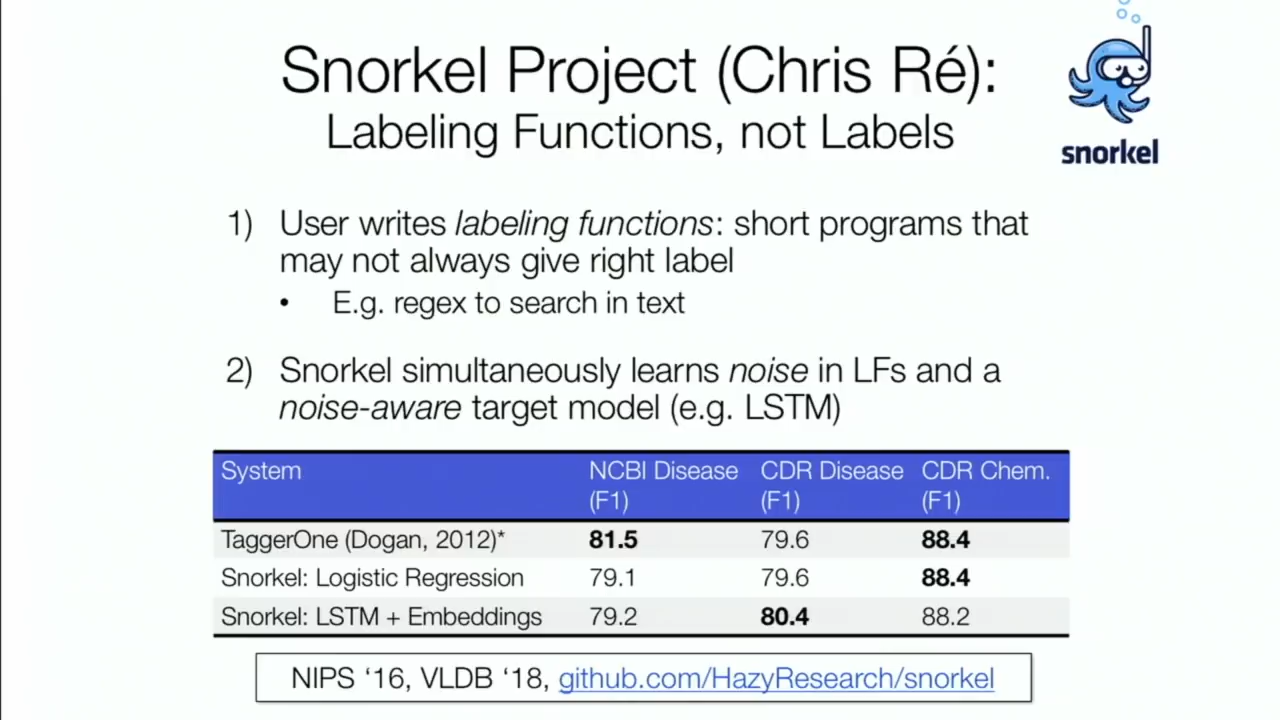 Snorkel Project (Chris Ré):
Labeling Functions, not Labels
snorkel
1) User writes labeling functions: short programs that
may not always give right label
• E.g. regex to search in text
2) Snorkel simultaneously learns noise in LFs and a
noise-aware target model (e.g. LSTM)
System NCBI Disease (F1) CDR Disease (F1) CDR Chem. (F1)
TaggerOne (Dogan, 2012)* 81.5 79.6 88.4
Snorkel: Logistic Regression 79.1 79.6 88.4
Snorkel: LSTM + Embeddings 79.2 80.4 88.2
NIPS ‘16, VLDB ‘18, github.com/HazyResearch/snorkel